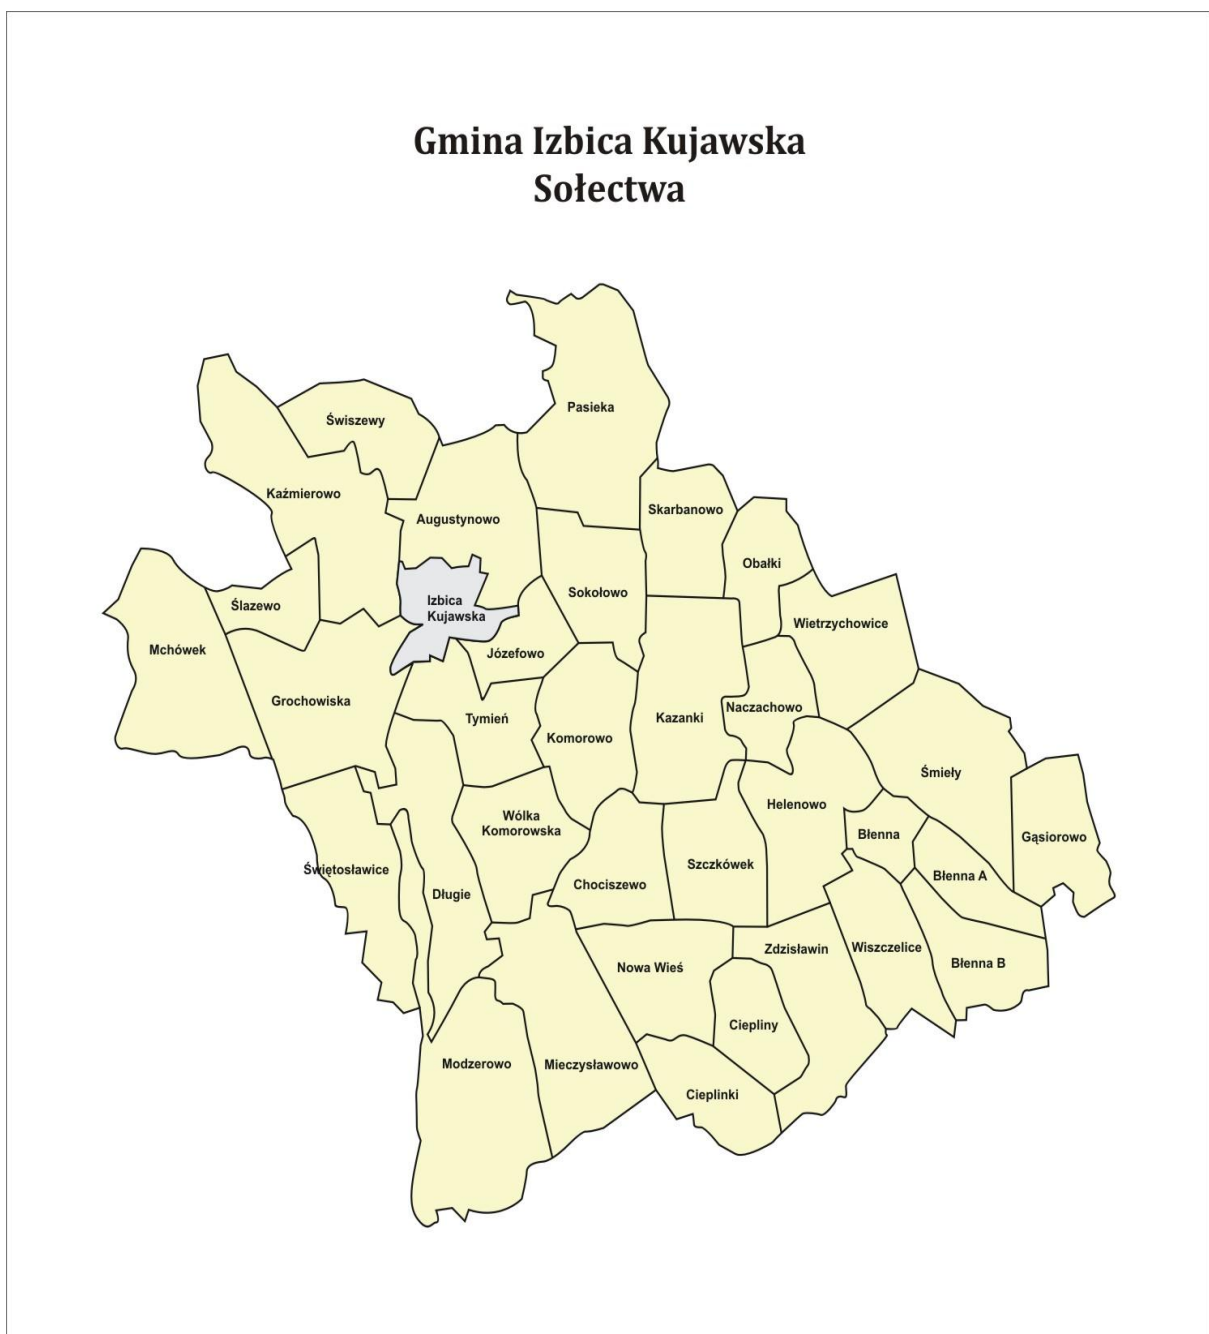 Gmina Izbica Kujawska
Sołectwa
Pasieka
Świszewy
Kaźmierowo
Skarbanowo
Augustynowo
Obałki
Sokołowo
Izbica
Kujawska
Ślazewo
Wietrzychowice
Mchówek
Józefowo
Grochowiska
Naczachowo
Tymień
Kazanki
Komorowo
Śmieły
Helenowo
Wólka
Komorowska
Błenna
Gąsiorowo
Szczkówek
Świętosławice
Błenna A
Chociszewo
Długie
Zdzisławin
Wiszczelice
Błenna B
Nowa Wieś
Ciepliny
Modzerowo
Mieczysławowo
Cieplinki